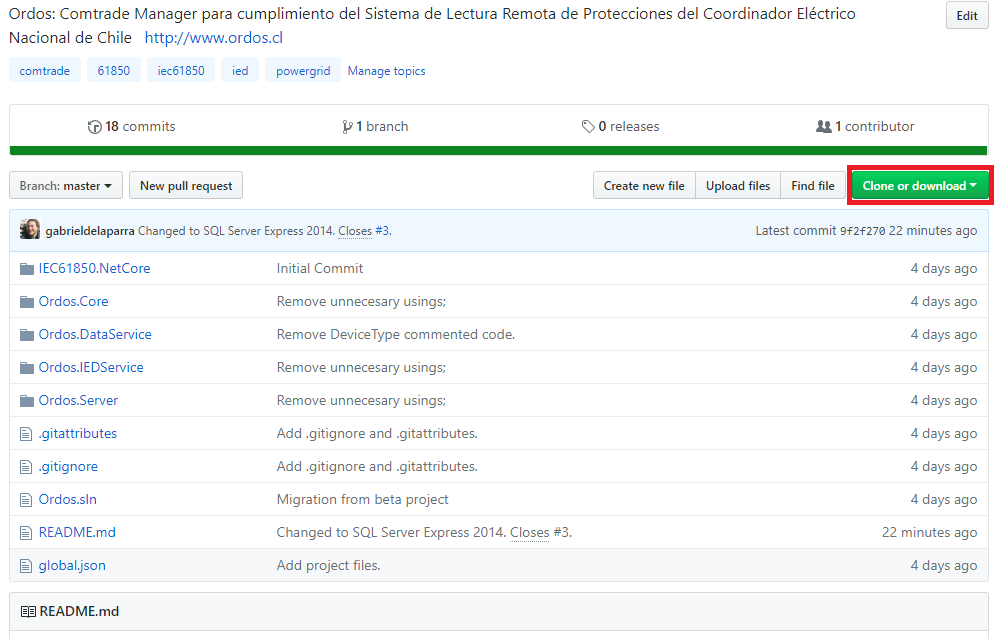 Ordos: Comtrade Manager para cumplimiento del Sistema de Lectura Remota de Protecciones del Coordinador Eléctrico
Nacional de Chile http://www.ordos.cl
Edit
comtrade 61850 iec61850 ied powergrid Manage topics
18 commits 1 branch 0 releases 1 contributor
Branch: master New pull request Create new file Upload files Find file Clone or download
gabrieldelaparra Changed to SQL Server Express 2014. Closes #3. Latest commit 9f2f270 22 minutes ago
IEC61850.NetCore Initial Commit 4 days ago
Ordos.Core Remove unnecesary usings; 4 days ago
Ordos.DataService Remove DeviceType commented code. 4 days ago
Ordos.IEDService Remove unnecesary usings; 4 days ago
Ordos.Server Remove unnecesary usings; 4 days ago
.gitattributes Add .gitignore and .gitattributes. 4 days ago
.gitignore Add .gitignore and .gitattributes. 4 days ago
Ordos.sln Migration from beta project 4 days ago
README.md Changed to SQL Server Express 2014. Closes #3. 22 minutes ago
global.json Add project files. 4 days ago
README.md